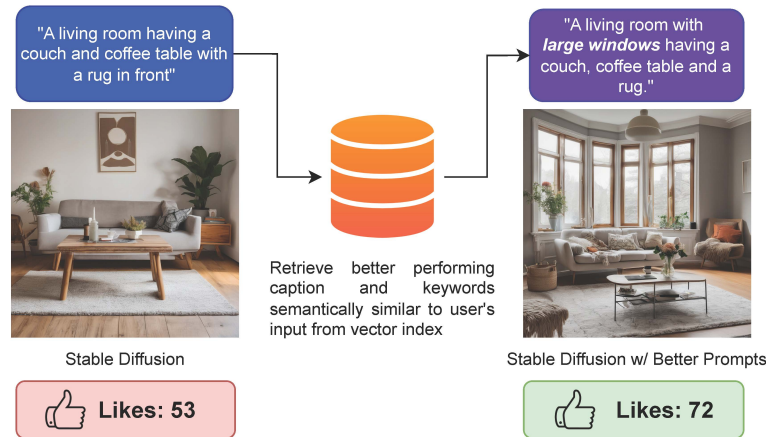 "A living room having a
couch and coffee table with
a rug in front"
"A living room with
large windows having a
couch, coffee table and a
rug."
Retrieve better performing
caption and keywords
semantically similar to user's
input from vector index
Stable Diffusion
Stable Diffusion w/ Better Prompts
Likes: 53
Likes: 72